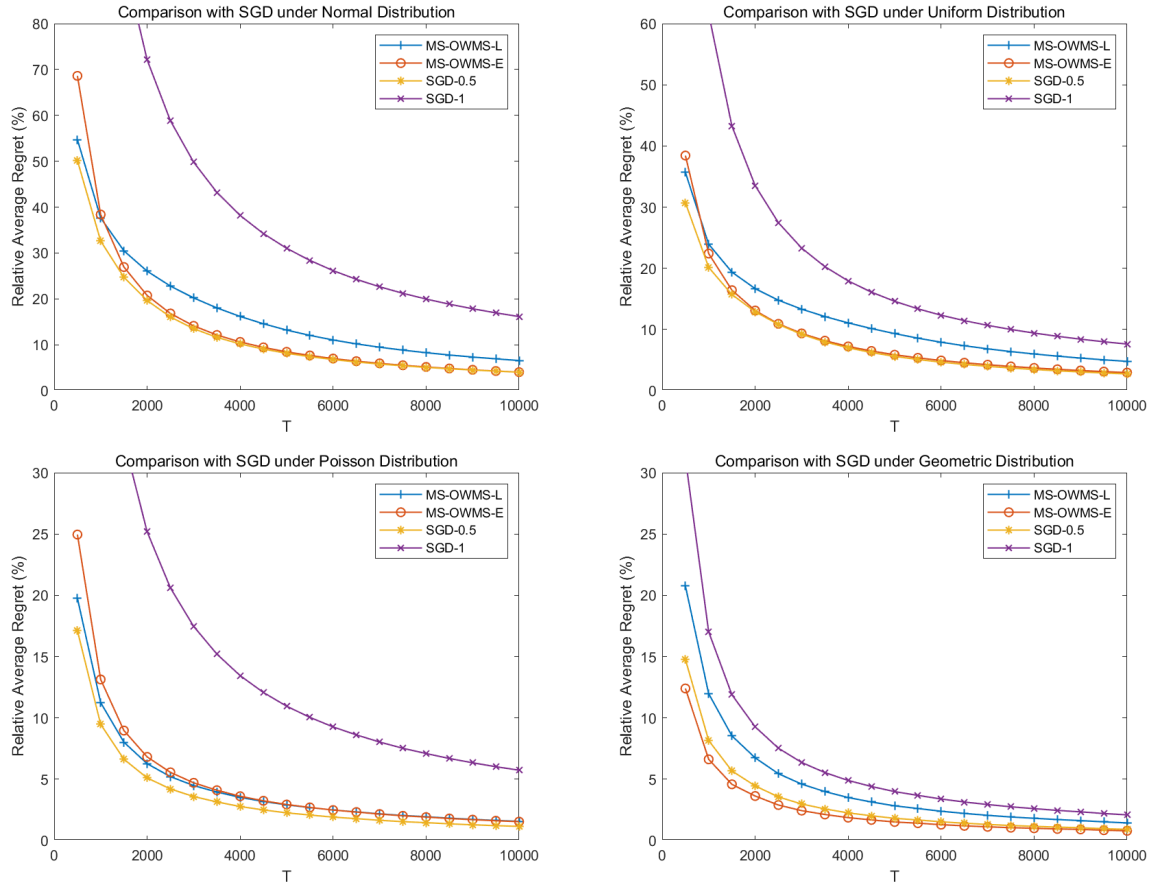 Comparison with SGD under Normal Distribution
80
70
60
50
40
30
20
10
0
Relative Average Regret (%)
MS-OWMS-L
MS-OWMS-E
SGD-0.5
SGD-1
0 2000 4000 6000 8000 10000
T
Comparison with SGD under Uniform Distribution
60
50
40
30
20
10
0
Relative Average Regret (%)
MS-OWMS-L
MS-OWMS-E
SGD-0.5
SGD-1
0 2000 4000 6000 8000 10000
T
Comparison with SGD under Poisson Distribution
30
25
20
15
10
5
0
Relative Average Regret (%)
MS-OWMS-L
MS-OWMS-E
SGD-0.5
SGD-1
0 2000 4000 6000 8000 10000
T
Comparison with SGD under Geometric Distribution
30
25
20
15
10
5
0
Relative Average Regret (%)
MS-OWMS-L
MS-OWMS-E
SGD-0.5
SGD-1
0 2000 4000 6000 8000 10000
T